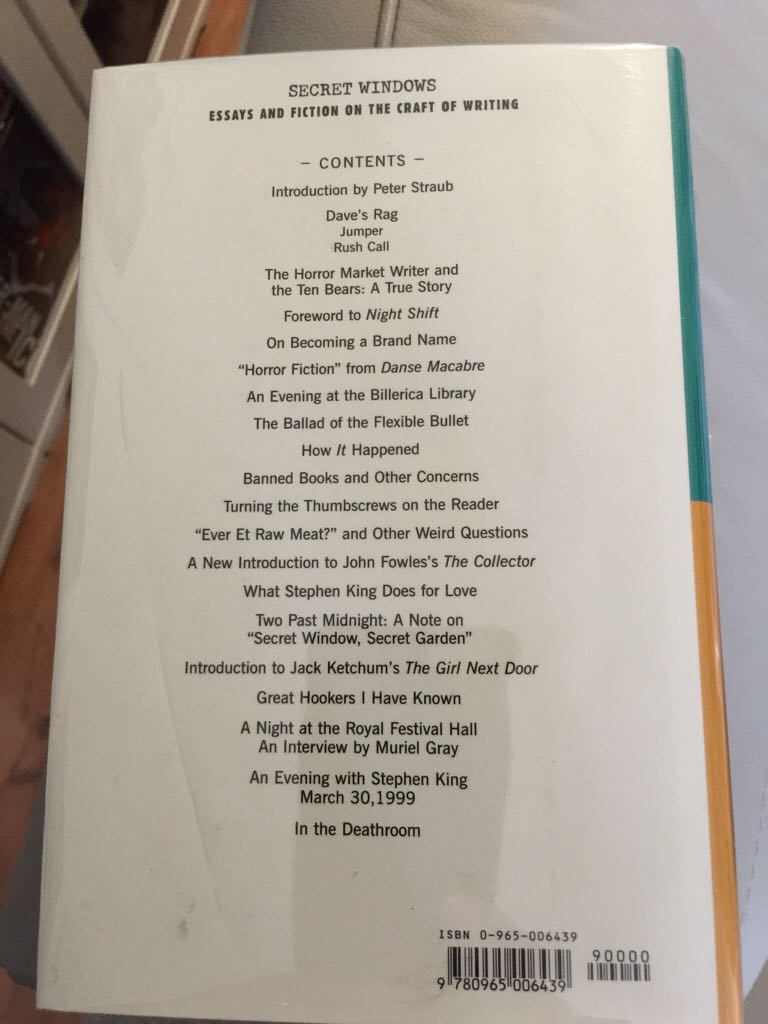 SECRET WINDOWS
ESSAYS AND FICTION ON THE CRAFT OF WRITING
– CONTENTS –
Introduction by Peter Straub
Dave's Rag
Jumper
Rush Call
The Horror Market Writer and
the Ten Bears: A True Story
Foreword to Night Shift
On Becoming a Brand Name
"Horror Fiction" from Danse Macabre
An Evening at the Billerica Library
The Ballad of the Flexible Bullet
How It Happened
Banned Books and Other Concerns
Turning the Thumbscrews on the Reader
"Ever Et Raw Meat?" and Other Weird Questions
A New Introduction to John Fowles's The Collector
What Stephen King Does for Love
Two Past Midnight: A Note on
"Secret Window, Secret Garden"
Introduction to Jack Ketchum's The Girl Next Door
Great Hookers I Have Known
A Night at the Royal Festival Hall
An Interview by Muriel Gray
An Evening with Stephen King
March 30,1999
In the Deathroom
ISBN 0-965-006439
90000
9 780965 006439